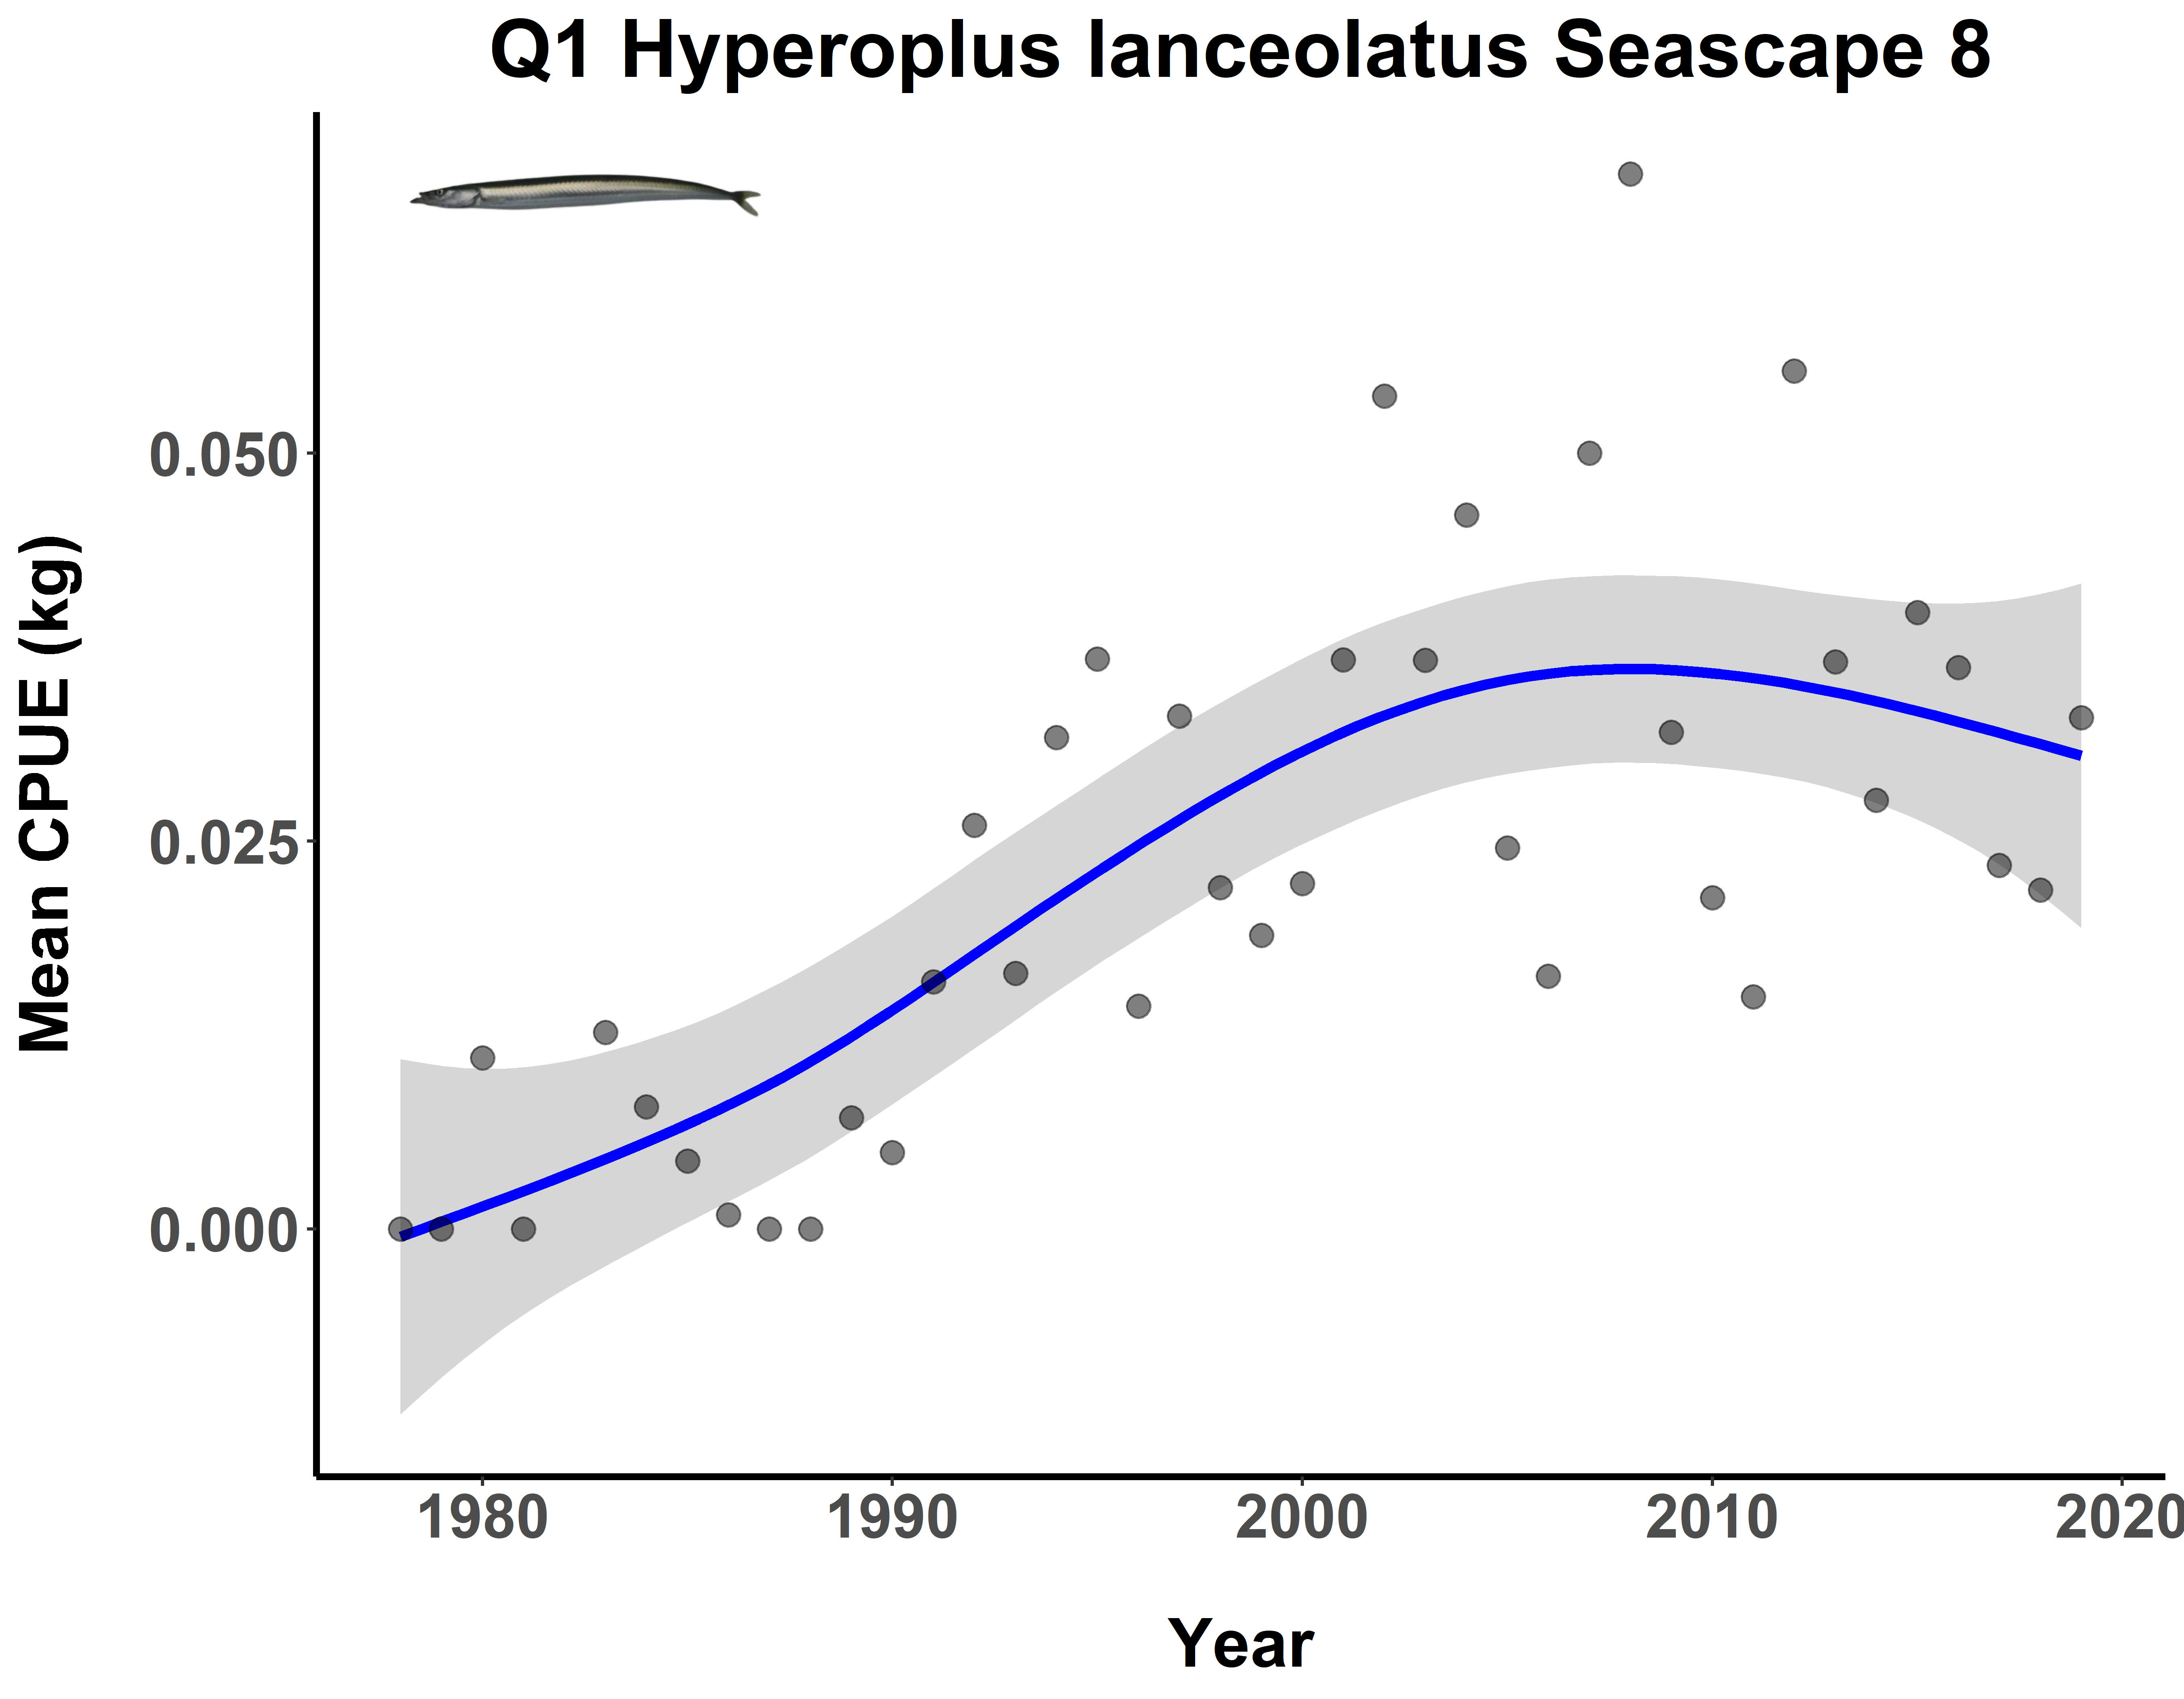 Q1 Hyperoplus lanceolatus Seascape 8
Mean CPUE (kg)
0.050
0.025
0.000
1980 1990 2000 2010 2020
Year